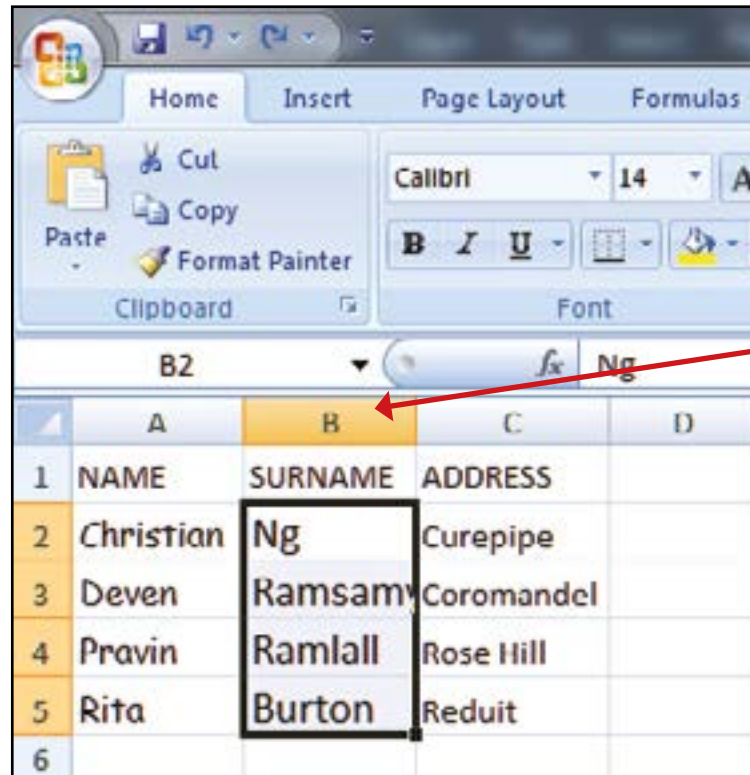 Home Insert Page Layout Formulas
Cut
Copy
Paste
Format Painter
Clipboard
Calibri 14 A
B I U
Font
B2 fx Ng
A B C D
1 NAME SURNAME ADDRESS
2 Christian Ng Curepipe
3 Deven Ramsamy Coromandel
4 Pravin Ramlall Rose Hill
5 Rita Burton Reduit
6